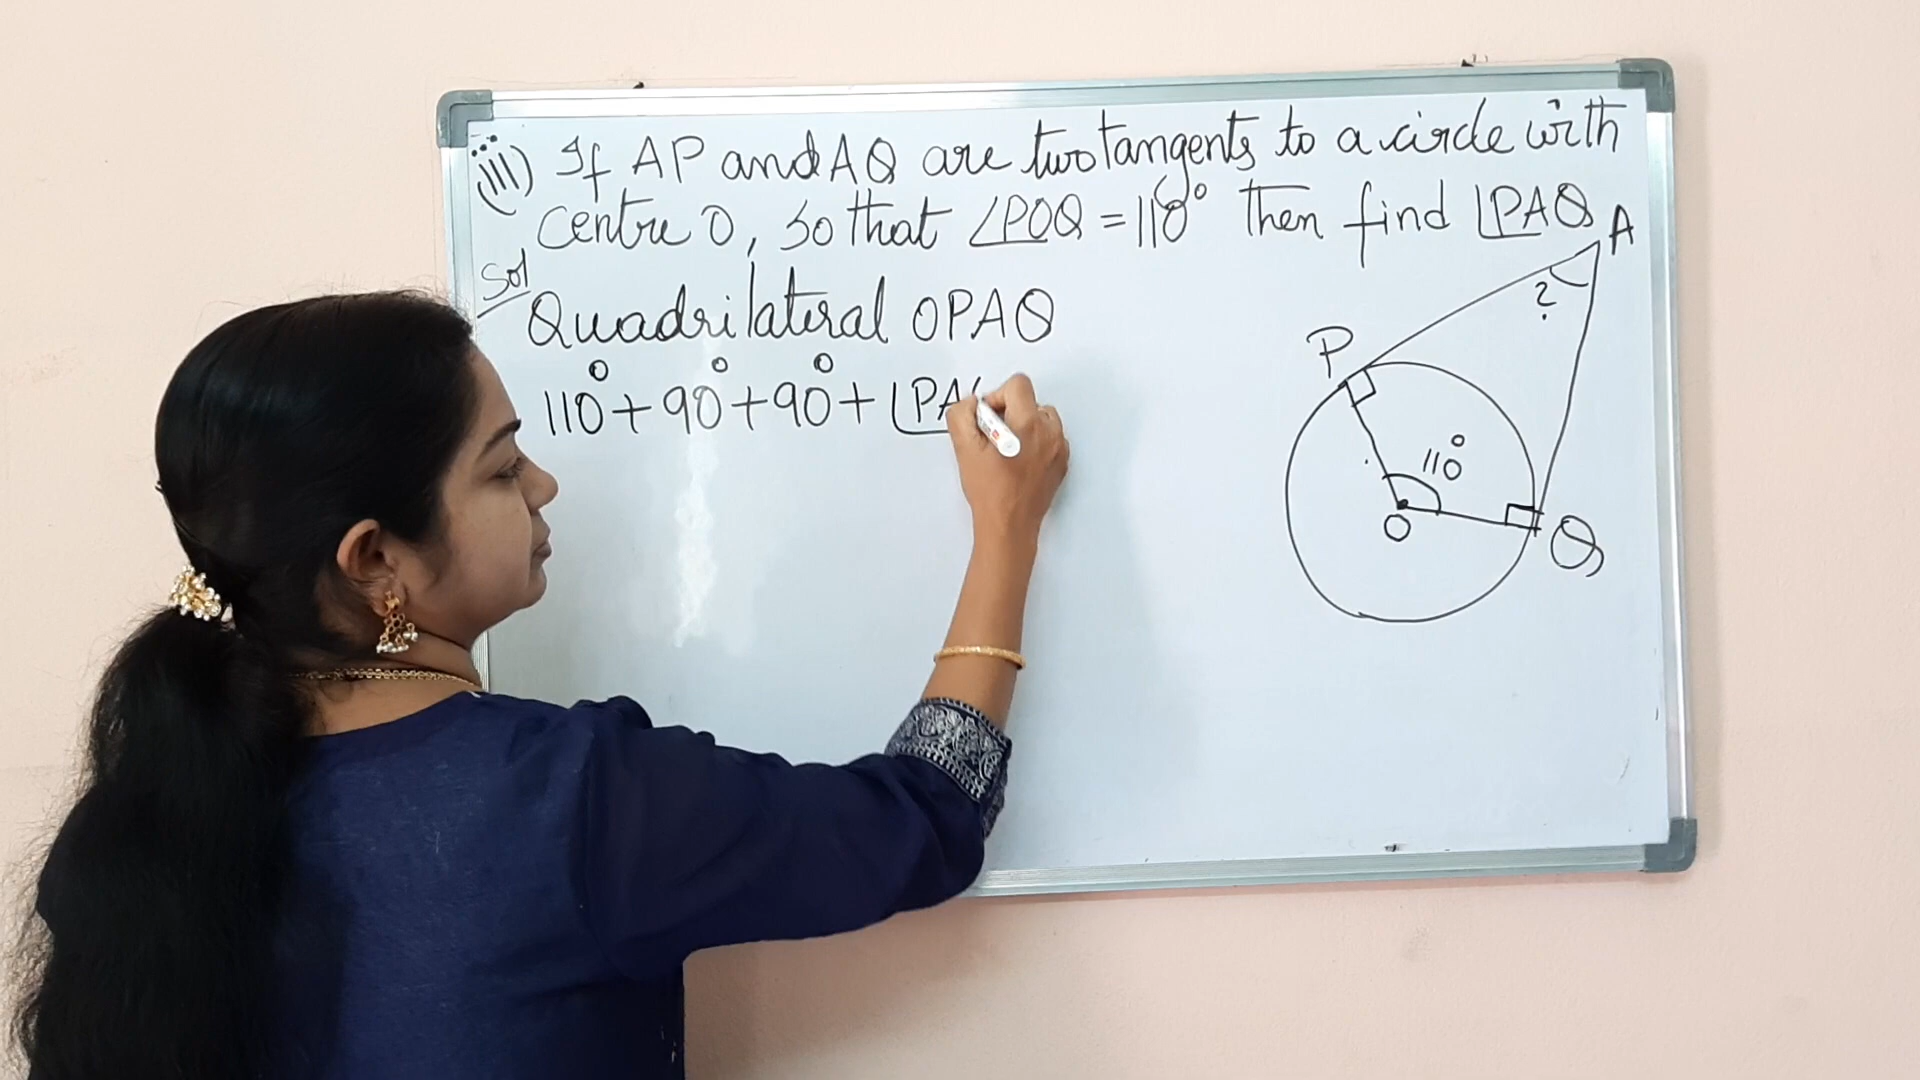 (iii) If AP and AQ are two tangents to a circle with
centre O, so that ∠POQ = 110° then find ∠PAQ
Sol
Quadrilateral OPAQ
110° + 90° + 90° + ∠PA
A
?
P
110°
O
Q